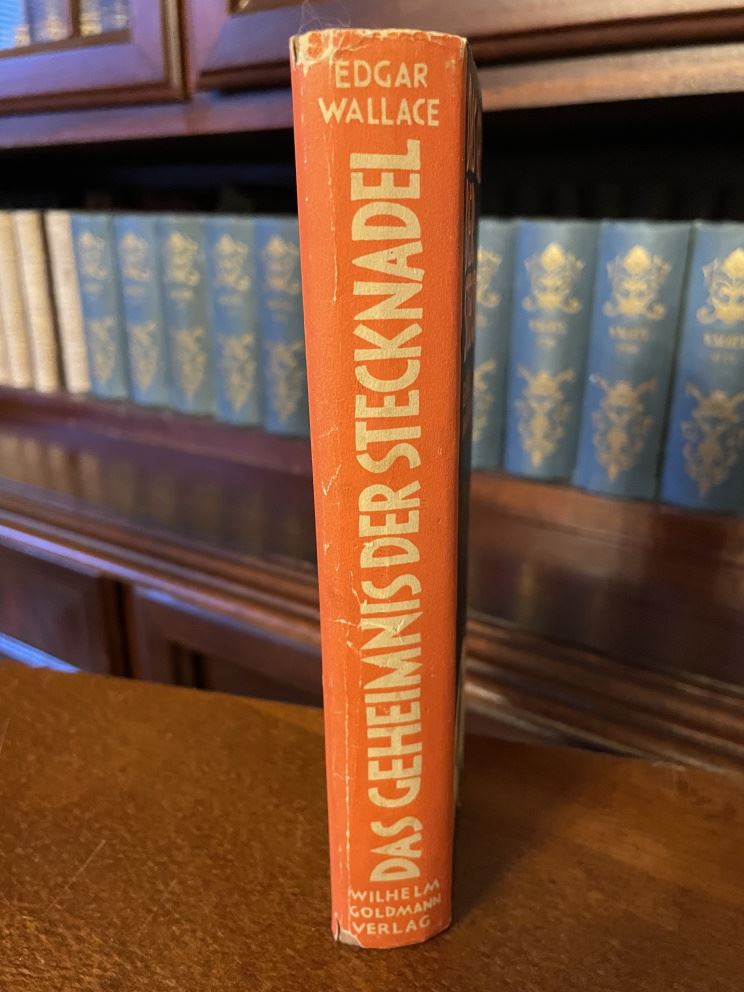 EDGAR
WALLACE
DAS GEHEIMNIS DER STECKNADEL
WILHELM
GOLDMANN
VERLAG